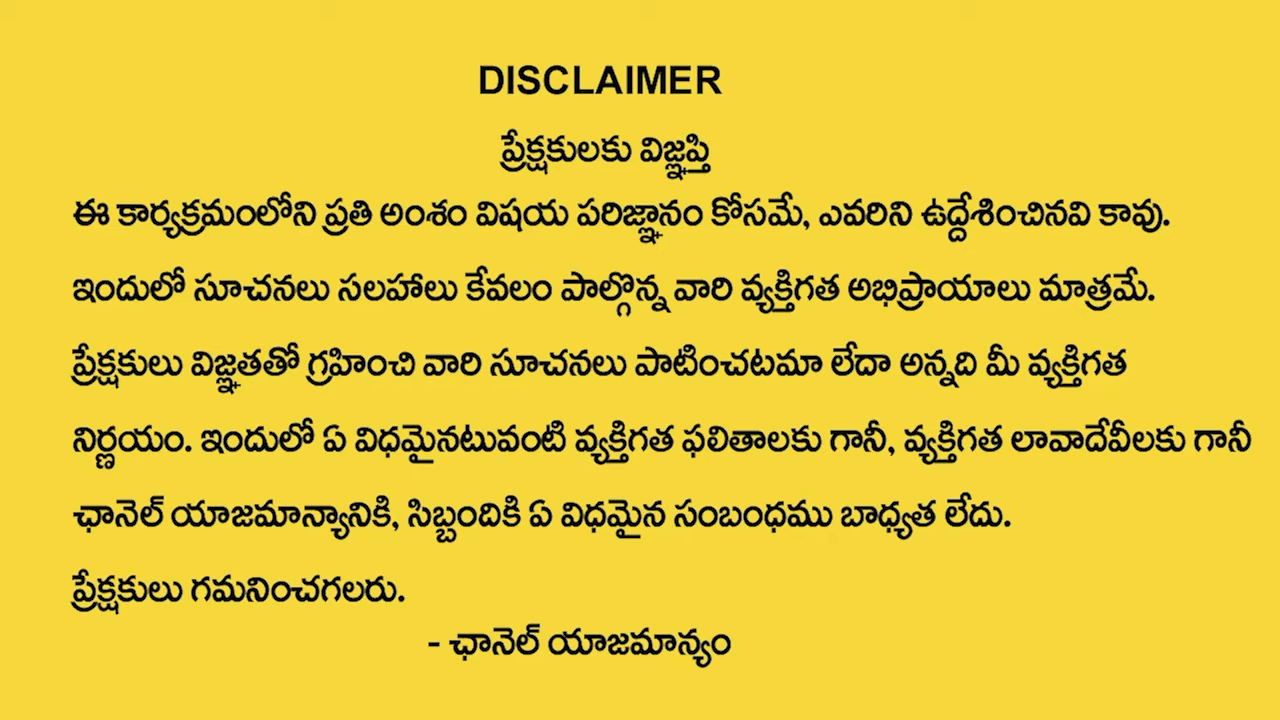 DISCLAIMER
ప్రేక్షకులకు విజ్ఞప్తి
ఈ కార్యక్రమంలోని ప్రతి అంశం విషయ పరిజ్ఞానం కోసమే, ఎవరిని ఉద్దేశించినవి కావు.
ఇందులో సూచనలు సలహాలు కేవలం పాల్గొన్న వారి వ్యక్తిగత అభిప్రాయాలు మాత్రమే.
ప్రేక్షకులు విజ్ఞతతో గ్రహించి వారి సూచనలు పాటించటమా లేదా అన్నది మీ వ్యక్తిగత
నిర్ణయం. ఇందులో ఏ విధమైనటువంటి వ్యక్తిగత ఫలితాలకు గానీ, వ్యక్తిగత లావాదేవీలకు గానీ
ఛానెల్ యాజమాన్యానికి, సిబ్బందికి ఏ విధమైన సంబంధము బాధ్యత లేదు.
ప్రేక్షకులు గమనించగలరు.
- ఛానెల్ యాజమాన్యం